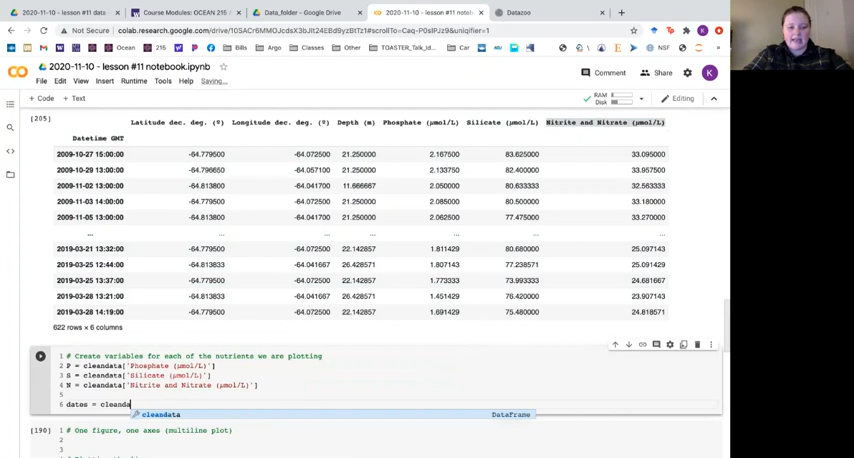 2020-11-10 - lesson #11 data
Course Modules: OCEAN 215
Data_folder - Google Drive
2020-11-10 - lesson #11 note
Datazoo
Not Secure
colab.research.google.com/drive/10SACr6MMOJcdsX3bJlt24EBd9yzBtTz1#scrollTo=Caq-P0slPJz9&uniqifier=1
Ocean
215
Bills
Argo
Classes
Other
TOASTER_Talk_Id...
Car
NSF
Oc
2020-11-10 - lesson #11 notebook.ipynb
File Edit View Insert Runtime Tools Help Saving...
Comment
Share
K
+ Code + Text
RAM
Disk
Editing
[205]
Latitude dec. deg. (º) Longitude dec. deg. (º) Depth (m) Phosphate (µmol/L) Silicate (µmol/L) Nitrite and Nitrate (µmol/L)
Datetime GMT
2009-10-27 15:00:00 -64.779500 -64.072500 21.250000 2.167500 83.625000 33.095000
2009-10-29 13:00:00 -64.796650 -64.057100 21.250000 2.133750 82.400000 33.957500
2009-11-02 13:00:00 -64.813800 -64.041700 11.666667 2.050000 80.633333 32.563333
2009-11-03 14:00:00 -64.779500 -64.072500 21.250000 2.085000 80.500000 33.180000
2009-11-05 13:00:00 -64.813800 -64.041700 21.250000 2.062500 77.475000 33.270000
... ... ... ... ... ... ...
2019-03-21 13:32:00 -64.779500 -64.072500 22.142857 1.811429 80.680000 25.097143
2019-03-25 12:44:00 -64.813833 -64.041667 26.428571 1.807143 77.238571 25.091429
2019-03-25 13:37:00 -64.779500 -64.072500 22.142857 1.773333 73.993333 24.681667
2019-03-28 13:21:00 -64.813833 -64.041667 26.428571 1.451429 76.420000 23.907143
2019-03-28 14:19:00 -64.779500 -64.072500 22.142857 1.691429 75.480000 24.818571
622 rows × 6 columns
1 # Create variables for each of the nutrients we are plotting
2 P = cleandata['Phosphate (µmol/L)']
3 S = cleandata['Silicate (µmol/L)']
4 N = cleandata['Nitrite and Nitrate (µmol/L)']
5
6 dates = cleanda
cleandata DataFrame
[190]
1 # One figure, one axes (multiline plot)
2
3